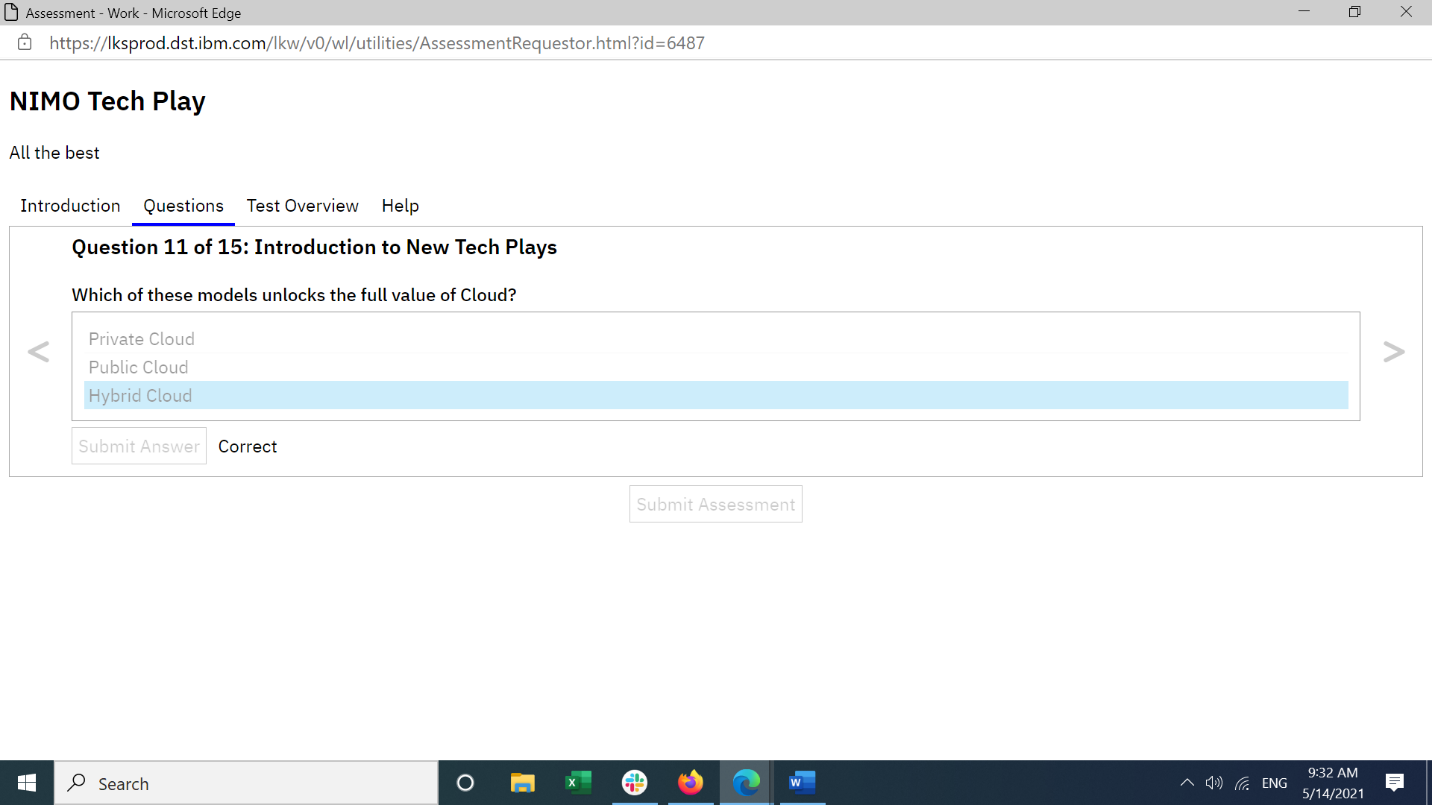 Assessment - Work - Microsoft Edge
https://lksprod.dst.ibm.com/lkw/v0/wl/utilities/AssessmentRequestor.html?id=6487
NIMO Tech Play
All the best
Introduction Questions Test Overview Help
Question 11 of 15: Introduction to New Tech Plays
Which of these models unlocks the full value of Cloud?
Private Cloud
Public Cloud
Hybrid Cloud
< >
Submit Answer Correct
Submit Assessment
Search
ENG
9:32 AM
5/14/2021